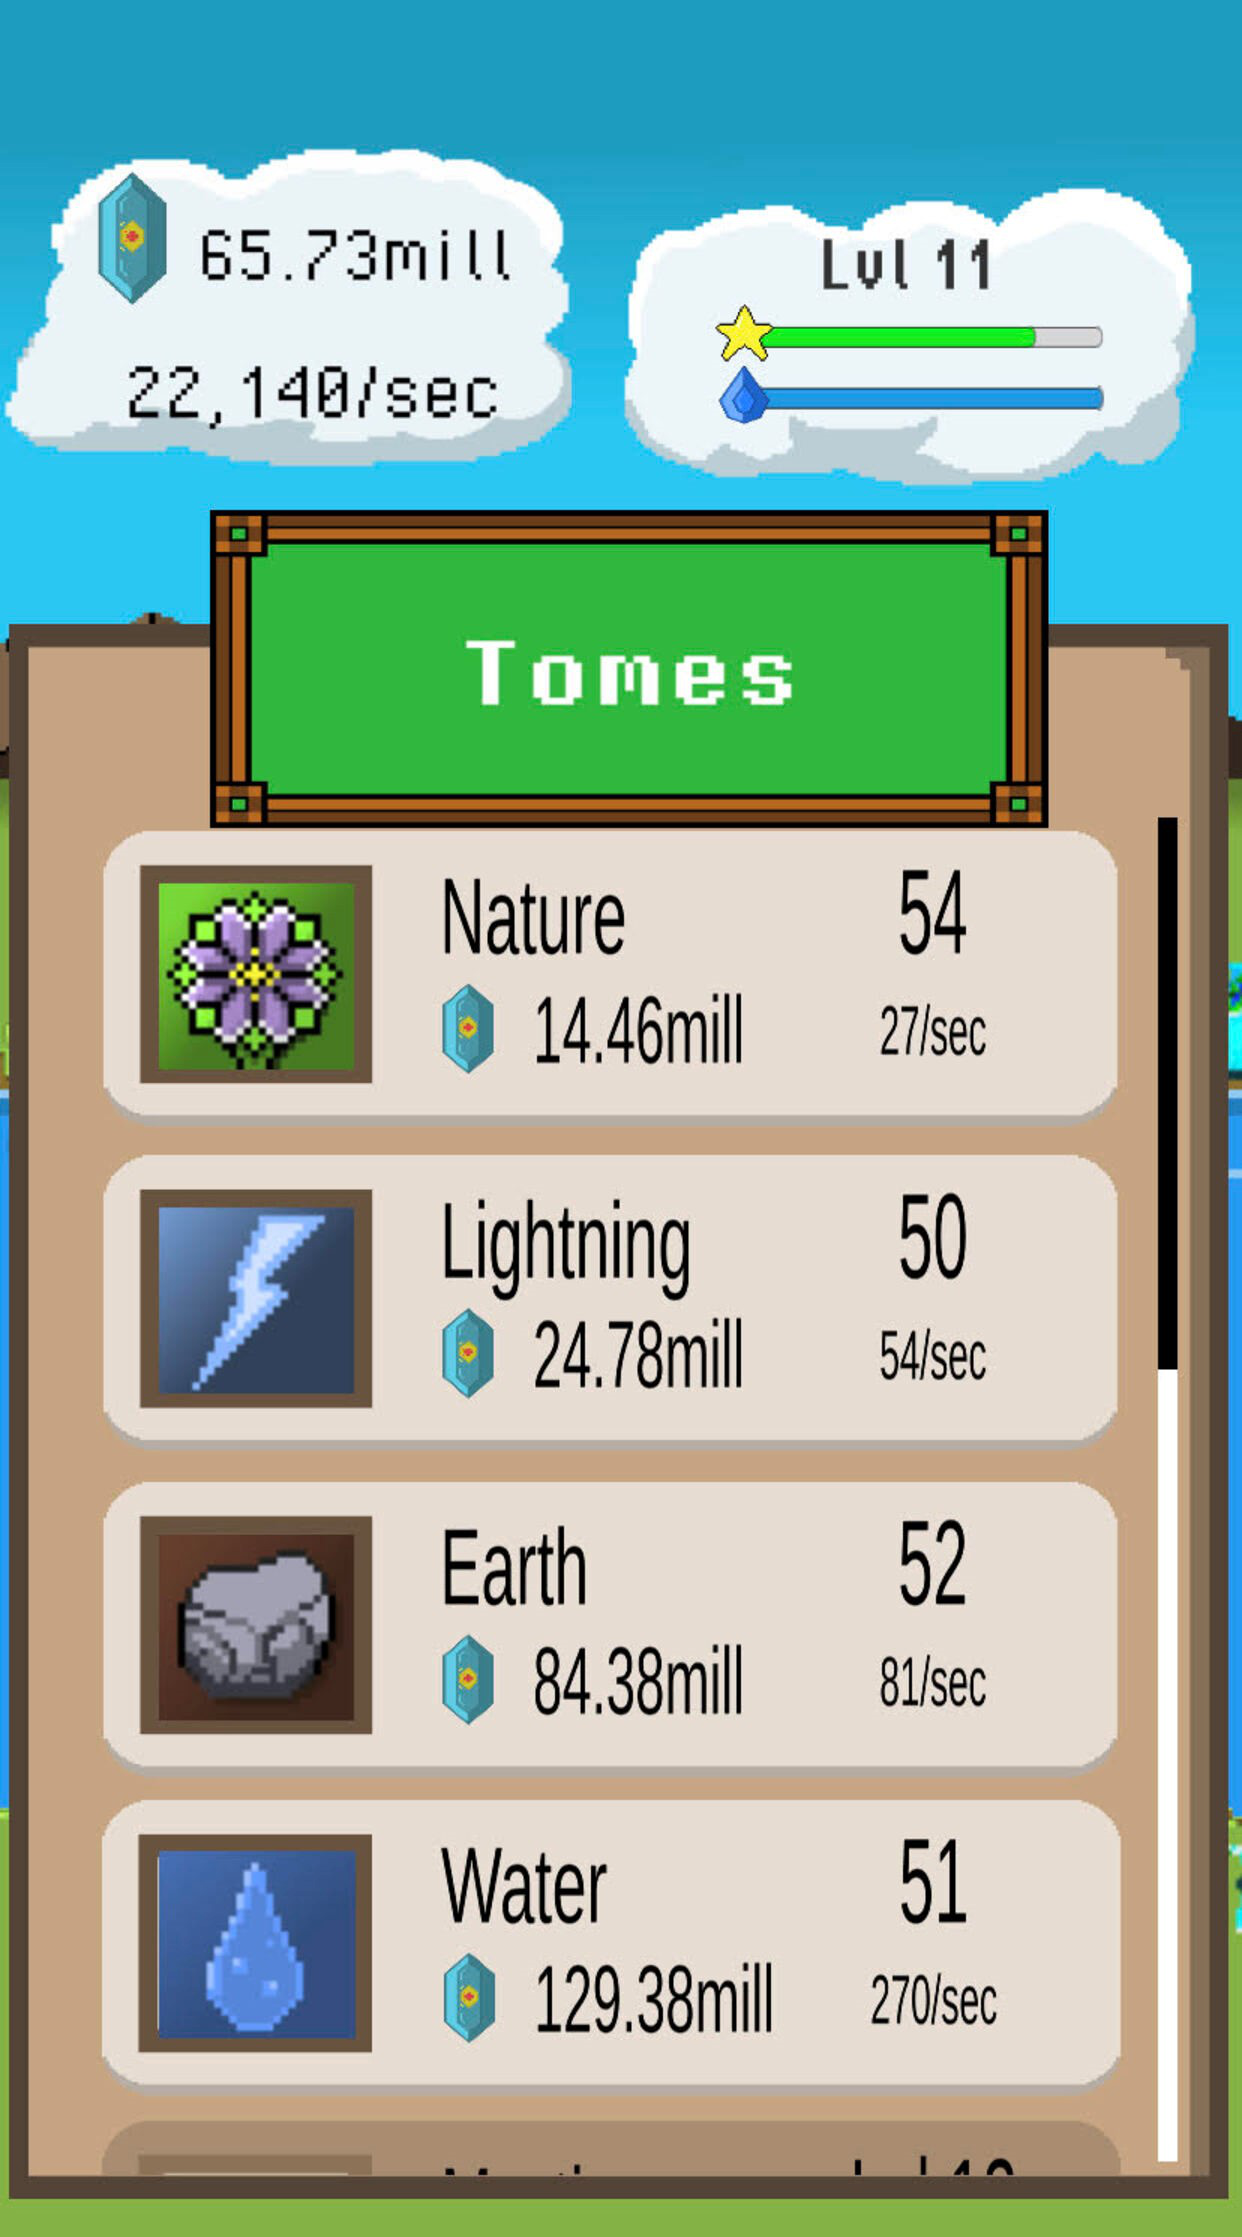 65.73mill
22,140/sec
Lvl 11
Tomes
Nature
54
14.46mill
27/sec
Lightning
50
24.78mill
54/sec
Earth
52
84.38mill
81/sec
Water
51
129.38mill
270/sec